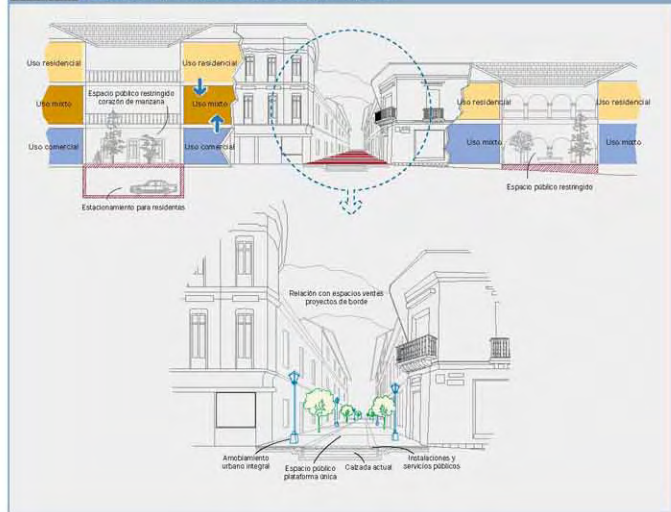 Uso residencial
Uso residencial
Espacio público restringido
corazón de manzana
Uso mixto
Uso mixto
Uso comercial
Uso comercial
Estacionamiento para residentes
Uso residencial
Uso residencial
Uso mixto
Uso mixto
Espacio público restringido
Relación con espacios verdes
proyectos de borde
Amoblamiento
urbano integral
Espacio público
plataforma única
Calzada actual
Instalaciones y
servicios públicos